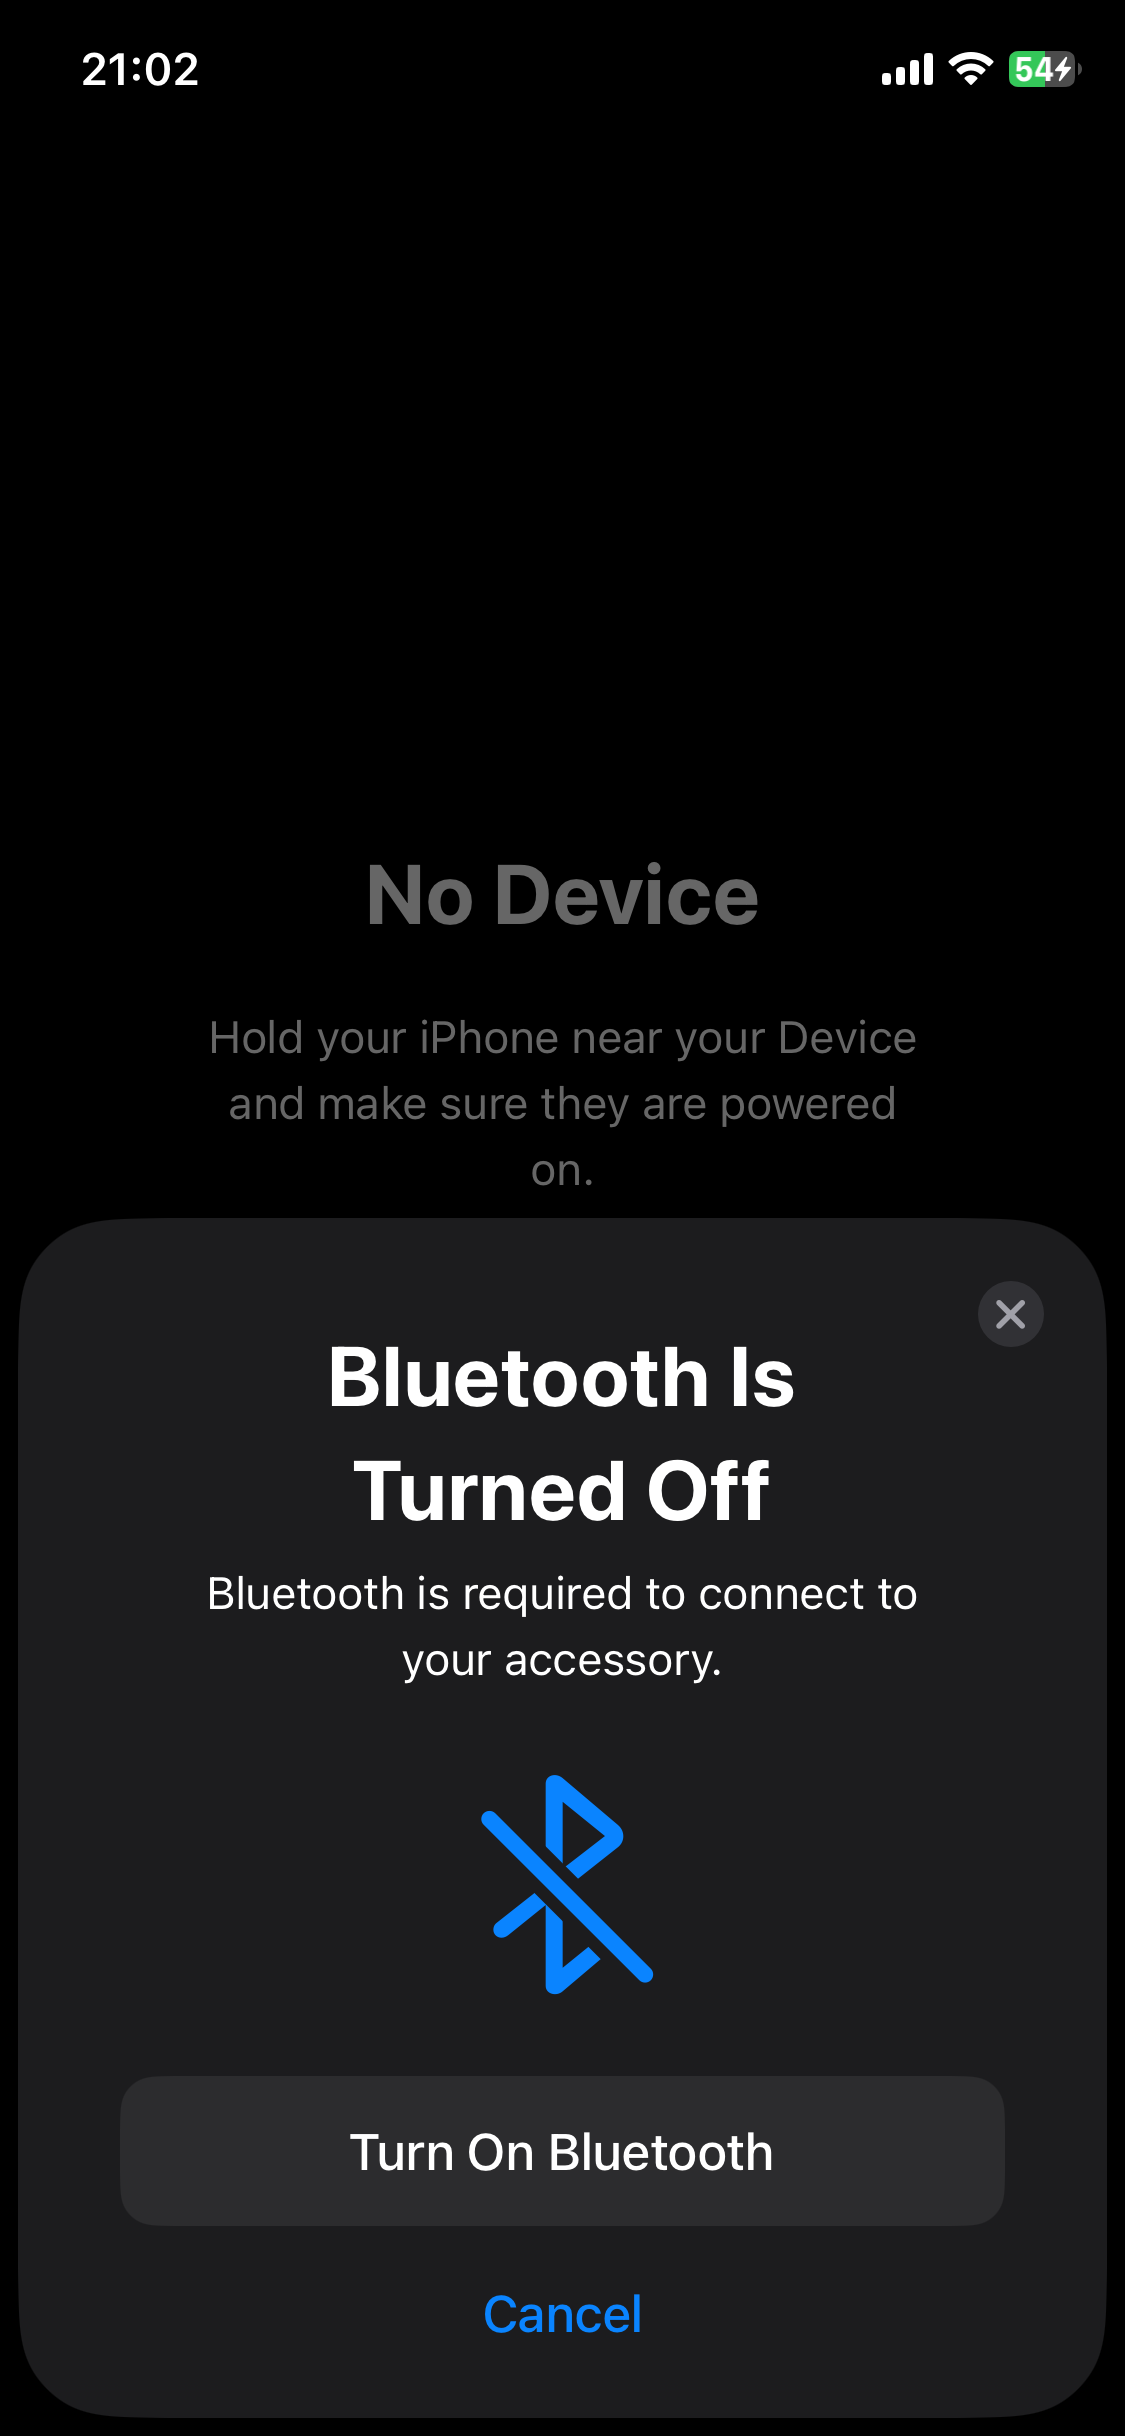 21:02
54
No Device
Hold your iPhone near your Device
and make sure they are powered
on.
Bluetooth Is
Turned Off
Bluetooth is required to connect to
your accessory.
Turn On Bluetooth
Cancel